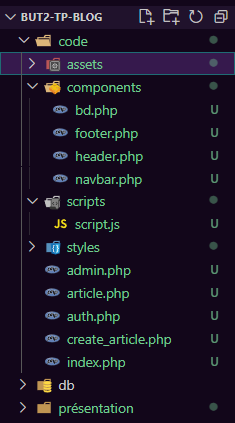 BUT2-TP-BLOG
code
assets
components
bd.php U
footer.php U
header.php U
navbar.php U
scripts
JS script.js U
styles
admin.php U
article.php U
auth.php U
create_article.php U
index.php U
db
présentation